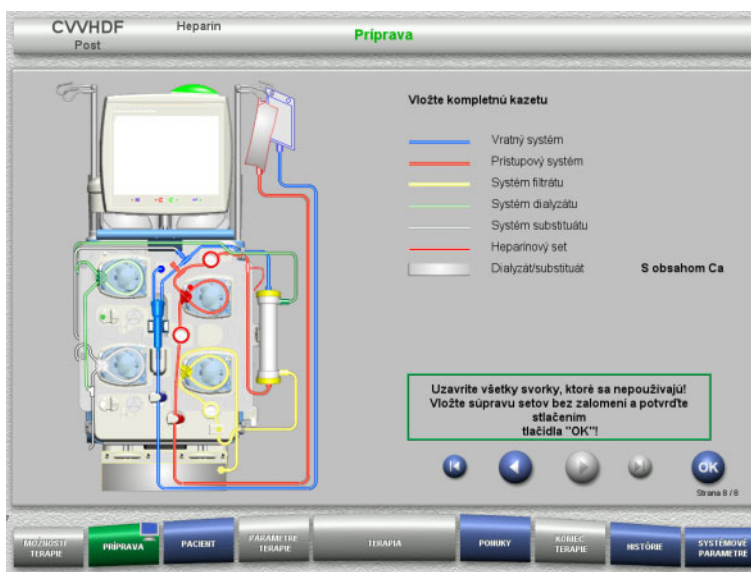 CVVHDF
Post
Heparín
Príprava
Vložte kompletnú kazetu
Vratný systém
Prístupový systém
Systém filtrátu
Systém dialyzátu
Systém substituátu
Heparínový set
Dialyzát/substituát S obsahom Ca
Uzavrite všetky svorky, ktoré sa nepoužívajú!
Vložte súpravu setov bez zalomení a potvrďte
stlačením
tlačidla "OK"!
OK
Strana 8 / 8
MOŽNOSTI
TERAPIE
PRÍPRAVA
PACIENT
PARAMETRE
TERAPIE
TERAPIA
PONUKY
KONIEC
TERAPIE
HISTÓRIE
SYSTÉMOVÉ
PARAMETRE